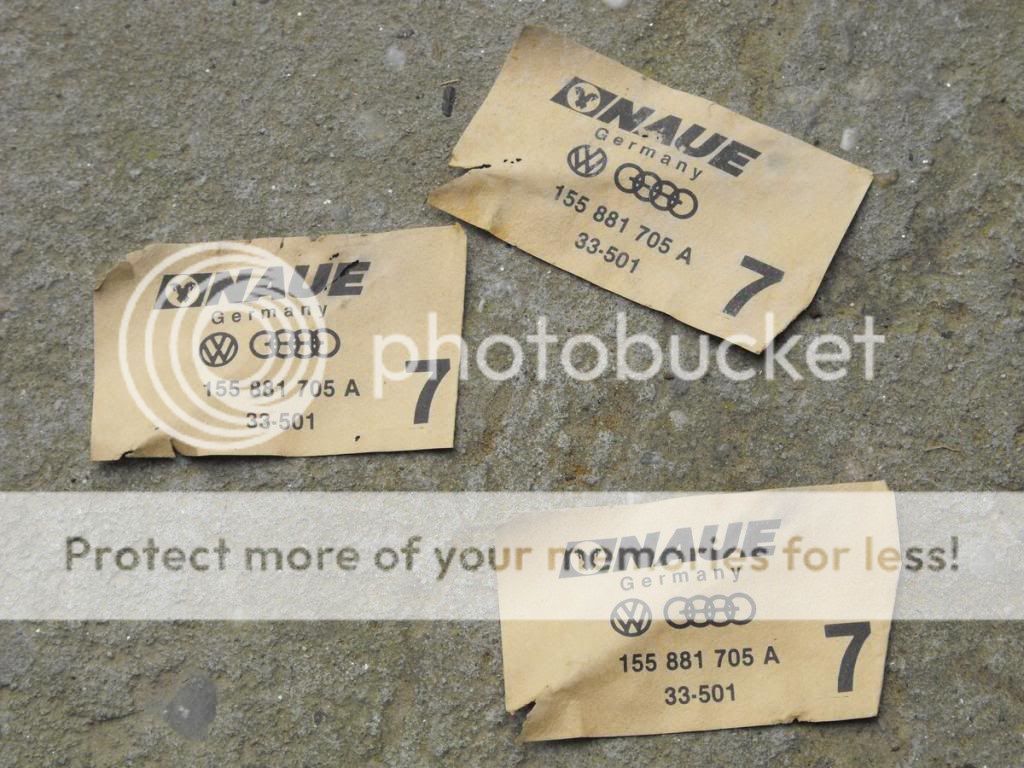 NAUE
Germany
155 881 705 A
33-501
7
NAUE
Germany
155 881 705 A
33-501
7
photobucket
Protect more of your memories for less!
NAUE
Germany
155 881 705 A
33-501
7